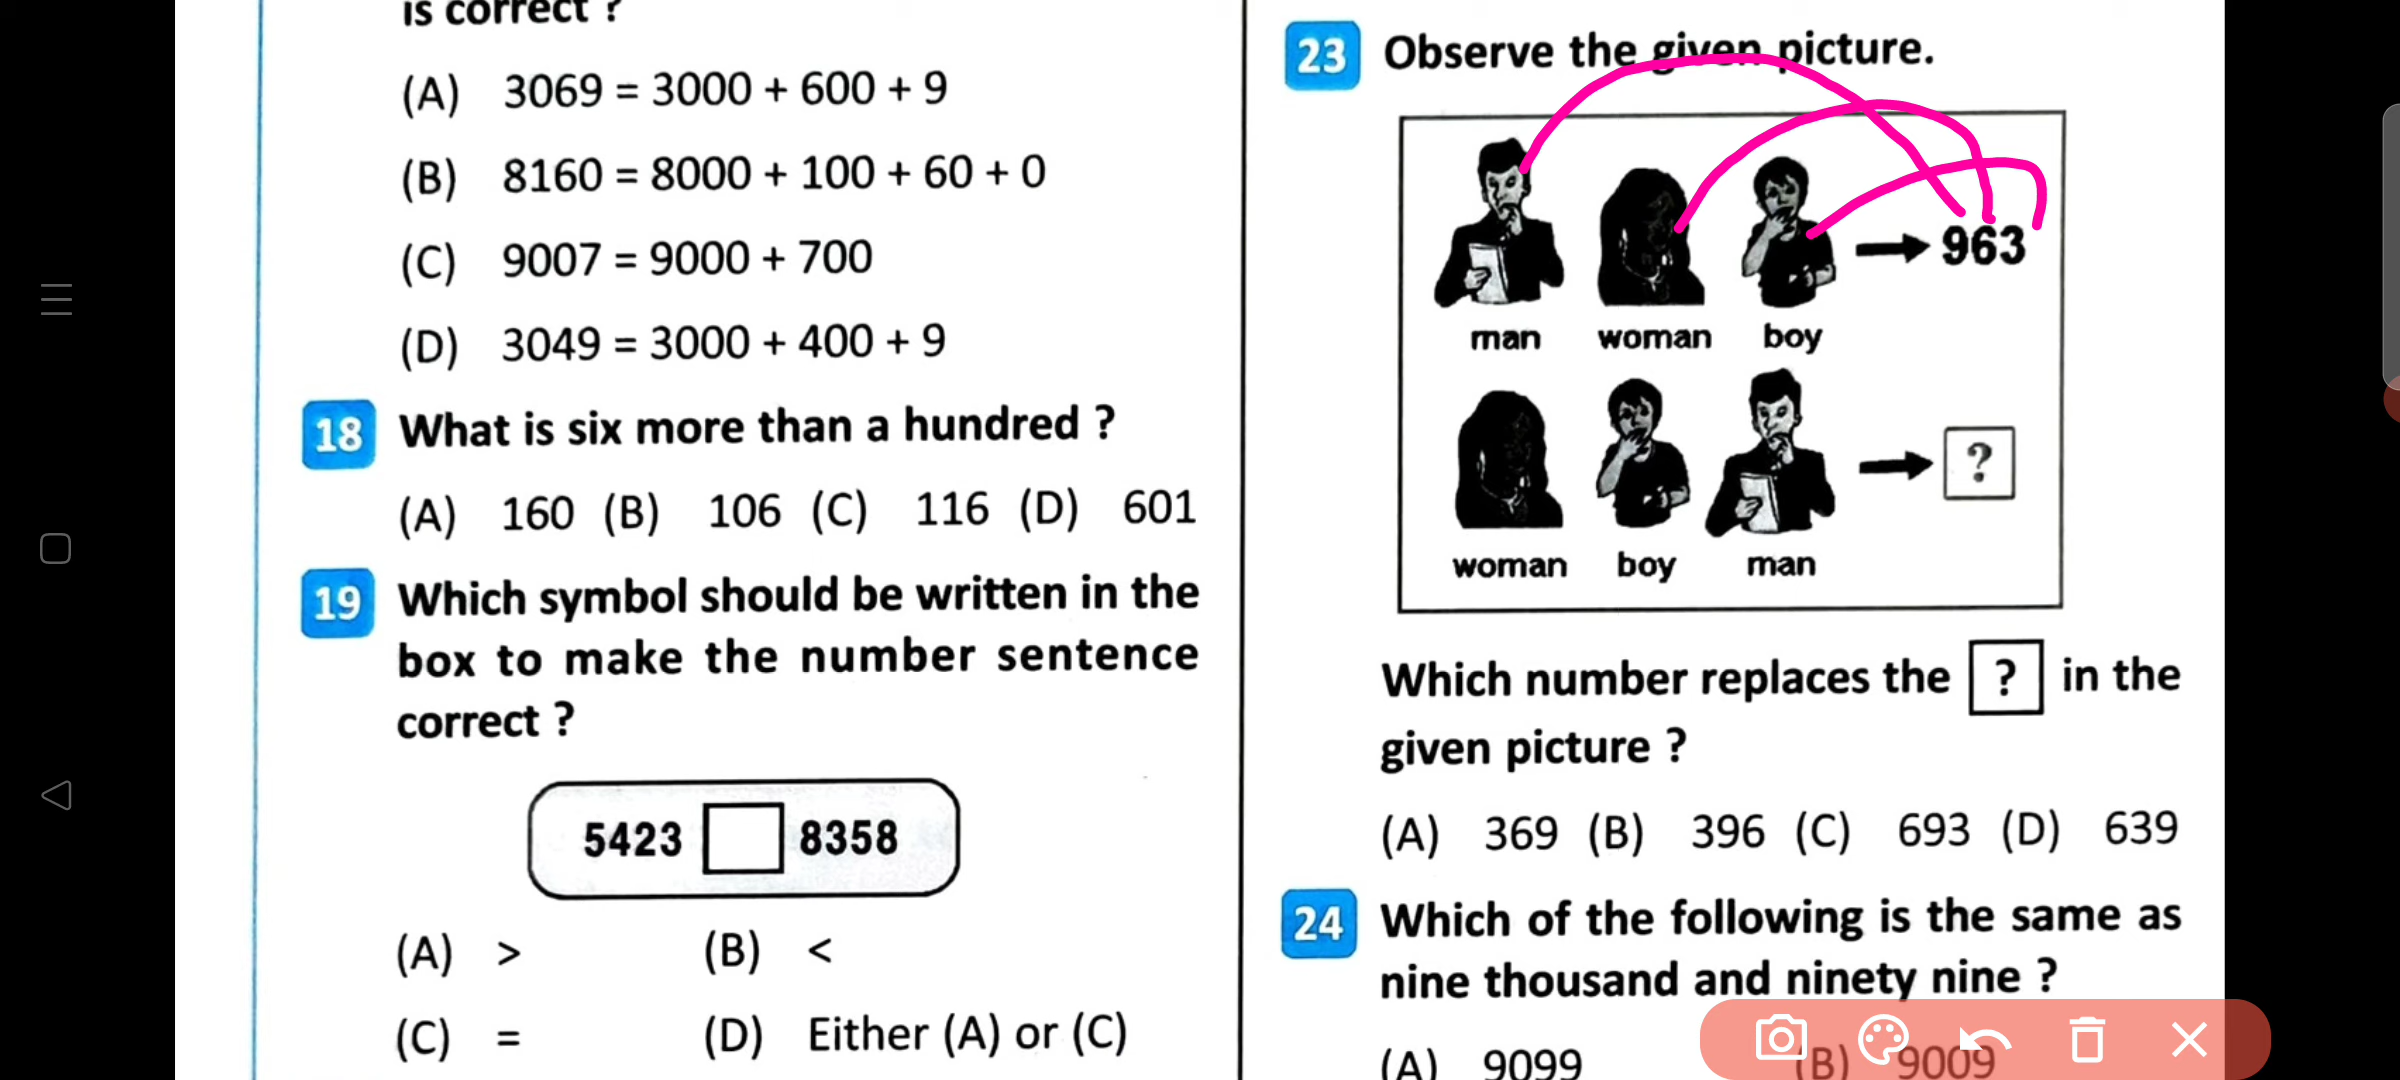 is correct ?
(A) 3069 = 3000 + 600 + 9
(B) 8160 = 8000 + 100 + 60 + 0
(C) 9007 = 9000 + 700
(D) 3049 = 3000 + 400 + 9
18 What is six more than a hundred ?
(A) 160 (B) 106 (C) 116 (D) 601
19 Which symbol should be written in the
box to make the number sentence
correct ?
5423 8358
(A) > (B) <
(C) = (D) Either (A) or (C)
23 Observe the given picture.
963
man woman boy
?
woman boy man
Which number replaces the ? in the
given picture ?
(A) 369 (B) 396 (C) 693 (D) 639
24 Which of the following is the same as
nine thousand and ninety nine ?
(A) 9099 (B) 9009